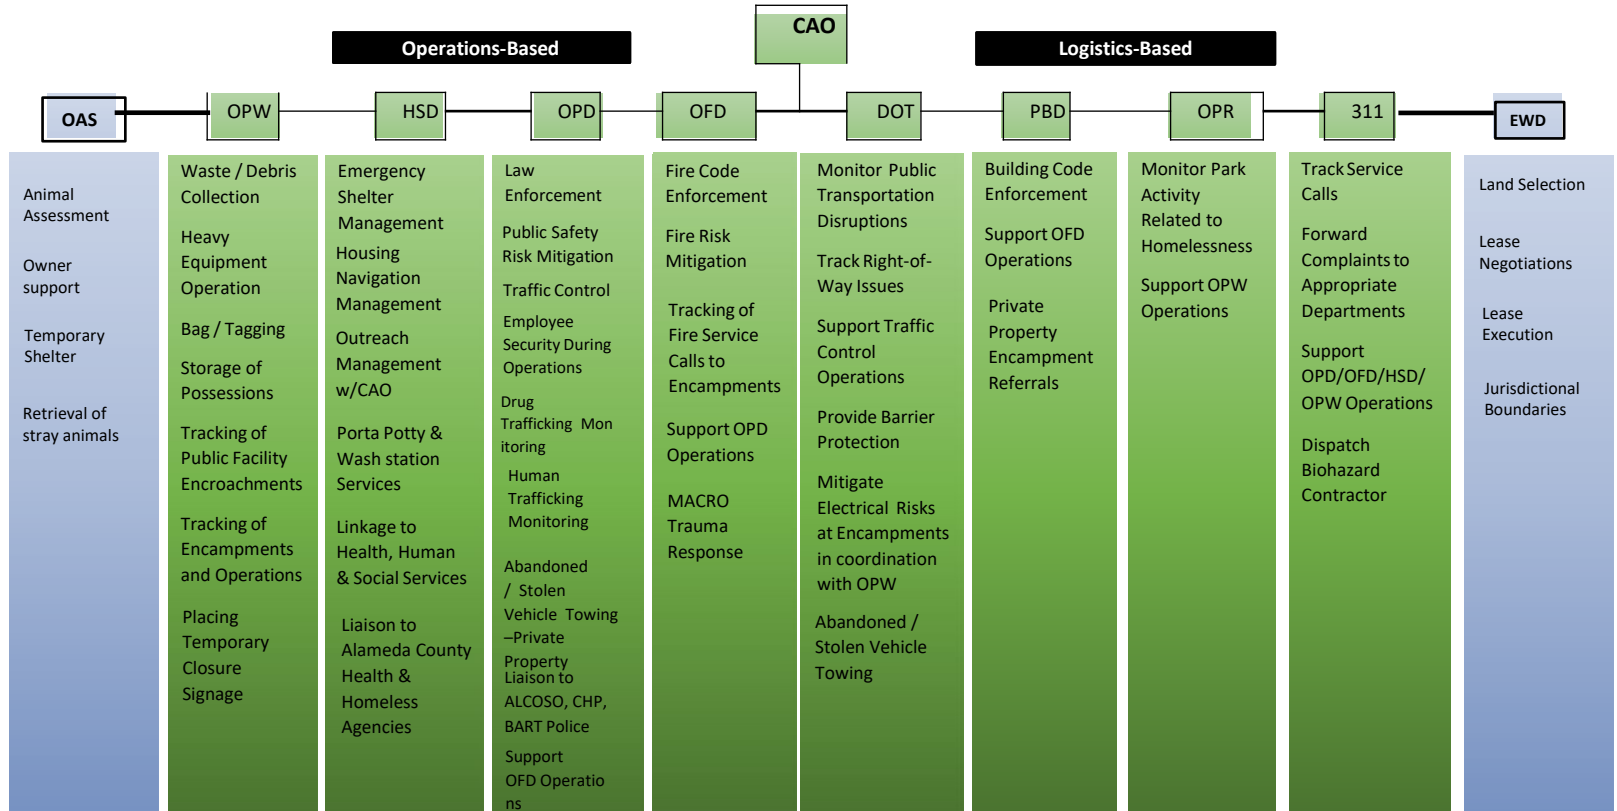 CAO
Operations-Based
Logistics-Based
OAS
OPW
HSD
OPD
OFD
DOT
PBD
OPR
311
EWD
Animal
Assessment
Owner
support
Temporary
Shelter
Retrieval of
stray animals
Waste / Debris
Collection
Heavy
Equipment
Operation
Bag / Tagging
Storage of
Possessions
Tracking of
Public Facility
Encroachments
Tracking of
Encampments
and Operations
Placing
Temporary
Closure
Signage
Emergency
Shelter
Management
Housing
Navigation
Management
Outreach
Management
w/CAO
Porta Potty &
Wash station
Services
Linkage to
Health, Human
& Social Services
Liaison to
Alameda County
Health &
Homeless
Agencies
Law
Enforcement
Public Safety
Risk Mitigation
Traffic Control
Employee
Security During
Operations
Drug
Trafficking Mon
itoring
Human
Trafficking
Monitoring
Abandoned
/ Stolen
Vehicle Towing
–Private
Property
Liaison to
ALCOSO, CHP,
BART Police
Support
OFD Operatio
ns
Fire Code
Enforcement
Fire Risk
Mitigation
Tracking of
Fire Service
Calls to
Encampments
Support OPD
Operations
MACRO
Trauma
Response
Monitor Public
Transportation
Disruptions
Track Right-of-
Way Issues
Support Traffic
Control
Operations
Provide Barrier
Protection
Mitigate
Electrical Risks
at Encampments
in coordination
with OPW
Abandoned /
Stolen Vehicle
Towing
Building Code
Enforcement
Support OFD
Operations
Private
Property
Encampment
Referrals
Monitor Park
Activity
Related to
Homelessness
Support OPW
Operations
Track Service
Calls
Forward
Complaints to
Appropriate
Departments
Support
OPD/OFD/HSD/
OPW Operations
Dispatch
Biohazard
Contractor
Land Selection
Lease
Negotiations
Lease
Execution
Jurisdictional
Boundaries